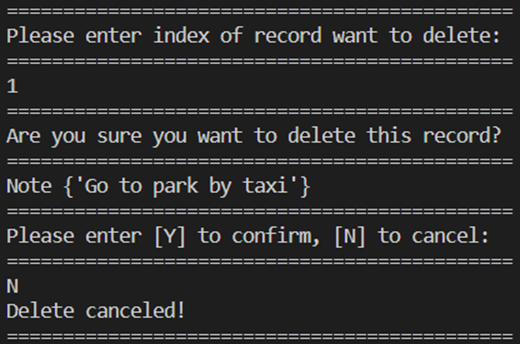 =============================================
Please enter index of record want to delete:
=============================================
1
=============================================
Are you sure you want to delete this record?
=============================================
Note {'Go to park by taxi'}
=============================================
Please enter [Y] to confirm, [N] to cancel:
=============================================
N
Delete canceled!
=============================================